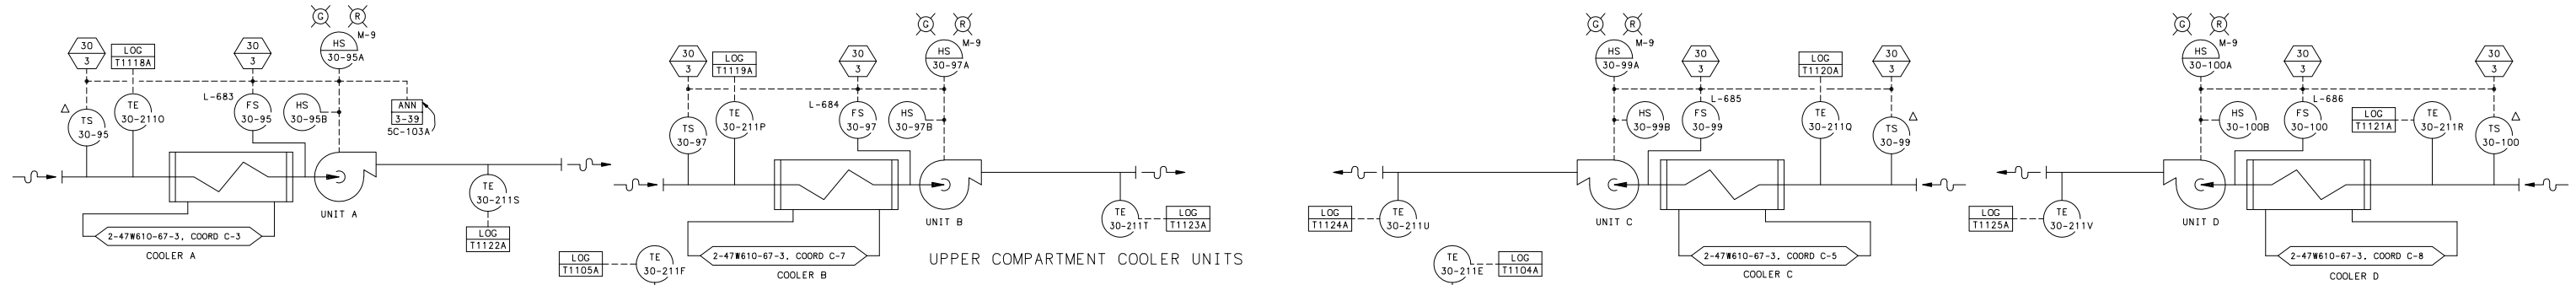 G R
30
3
LOG
T1118A
30
3
HS
30-95A
M-9
TS
30-95
TE
30-211O
L-683
FS
30-95
HS
30-95B
ANN
3-39
5C-103A
UNIT A
TE
30-211S
LOG
T1122A
2-47W610-67-3, COORD C-3
COOLER A
G R
30
3
LOG
T1119A
30
3
HS
30-97A
M-9
TS
30-97
TE
30-211P
L-684
FS
30-97
HS
30-97B
UNIT B
TE
30-211T
LOG
T1123A
LOG
T1105A
TE
30-211F
2-47W610-67-3, COORD C-7
COOLER B
UPPER COMPARTMENT COOLER UNITS
G R
HS
30-99A
M-9
30
3
LOG
T1120A
30
3
HS
30-99B
L-685
FS
30-99
TE
30-211Q
TS
30-99
LOG
T1124A
TE
30-211U
UNIT C
TE
30-211E
LOG
T1104A
2-47W610-67-3, COORD C-5
COOLER C
G R
HS
30-100A
M-9
30
3
30
3
HS
30-100B
L-686
FS
30-100
LOG
T1121A
TE
30-211R
TS
30-100
LOG
T1125A
TE
30-211V
UNIT D
2-47W610-67-3, COORD C-8
COOLER D